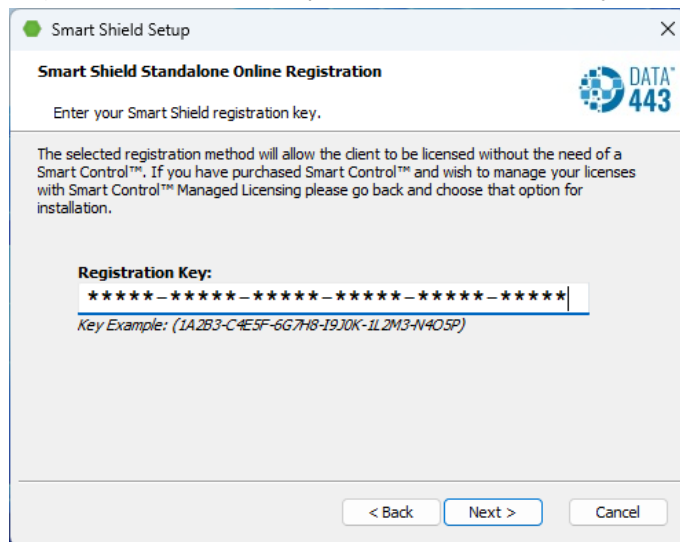 Smart Shield Setup
Smart Shield Standalone Online Registration
Enter your Smart Shield registration key.
DATA™
443
The selected registration method will allow the client to be licensed without the need of a
Smart Control™. If you have purchased Smart Control™ and wish to manage your licenses
with Smart Control™ Managed Licensing please go back and choose that option for
installation.
Registration Key:
*****-*****-*****-*****-*****-*****
Key Example: (1A2B3-C4E5F-6G7H8-I9J0K-1L2M3-N4O5P)
< Back
Next >
Cancel